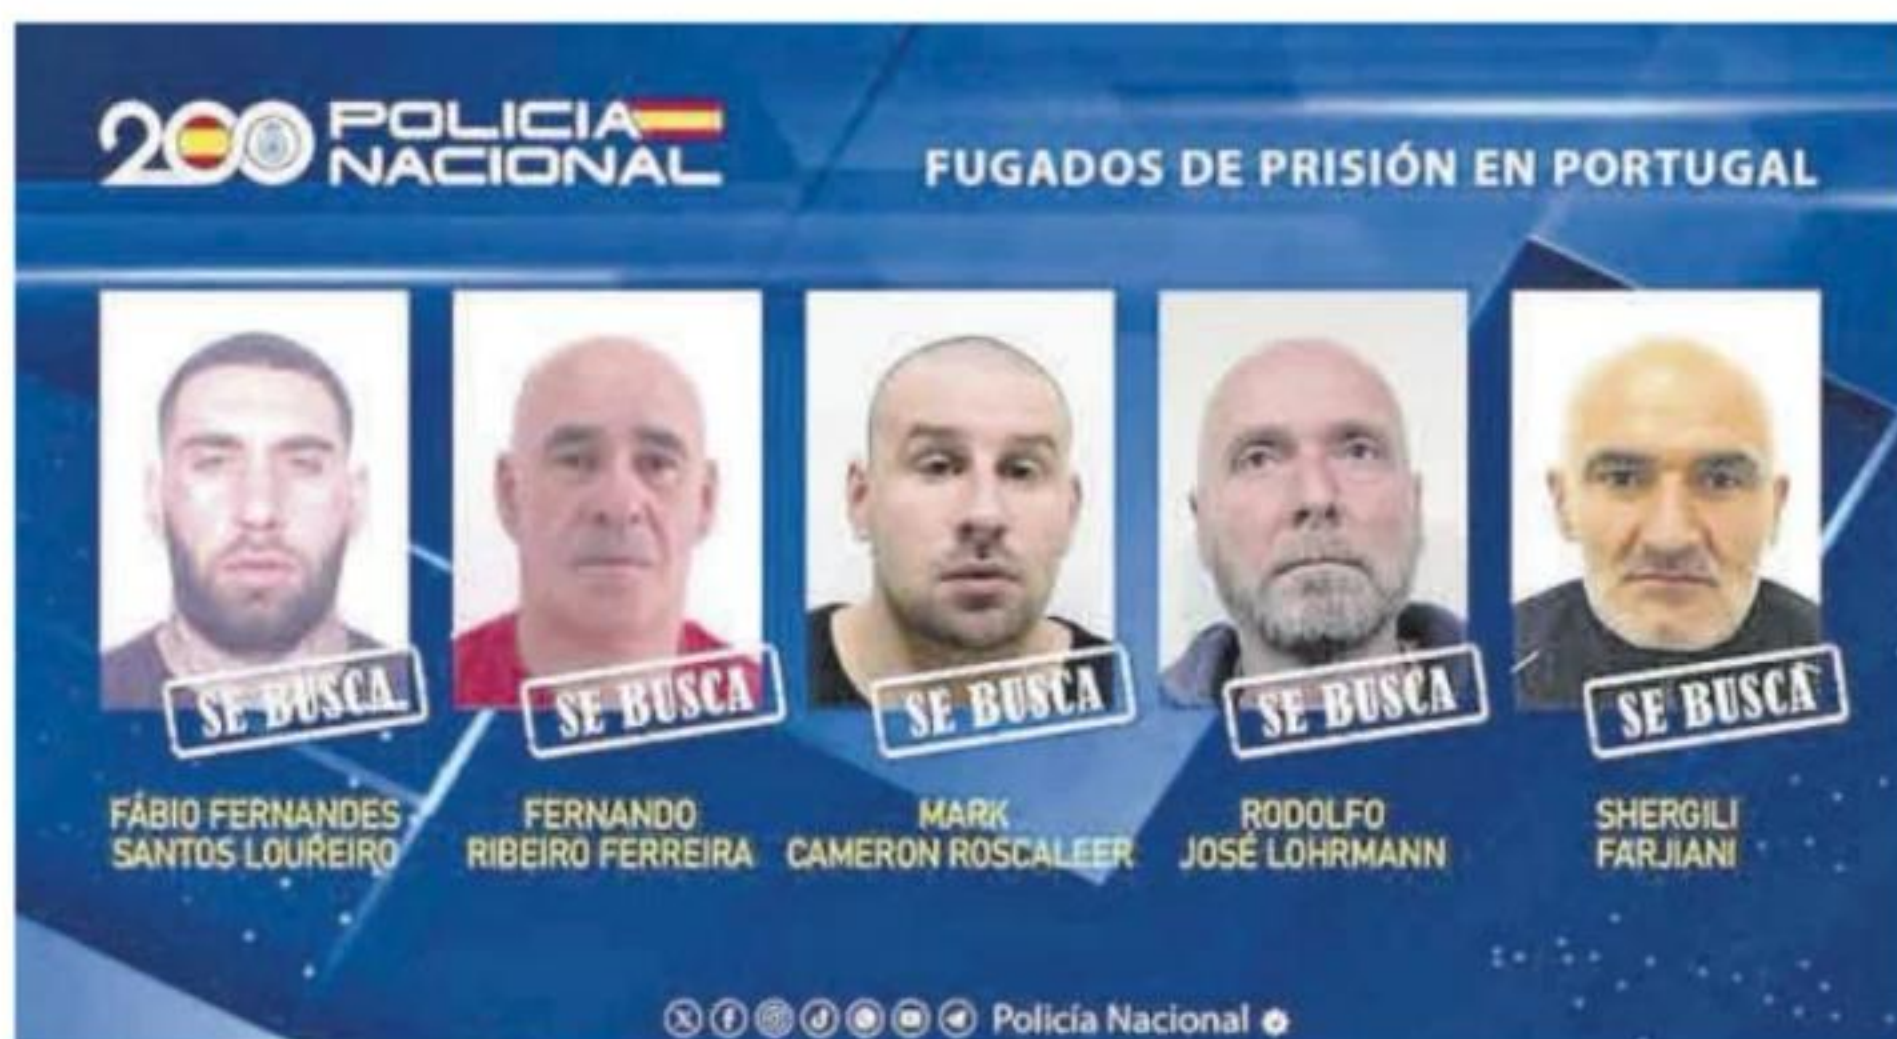 200 POLICIA
NACIONAL
FUGADOS DE PRISIÓN EN PORTUGAL
SE BUSCA
SE BUSCA
SE BUSCA
SE BUSCA
SE BUSCA
FÁBIO FERNANDES
SANTOS LOUREIRO
FERNANDO
RIBEIRO FERREIRA
MARK
CAMERON ROSCALEER
RODOLFO
JOSÉ LOHRMANN
SHERGILI
FARJIANI
Policía Nacional